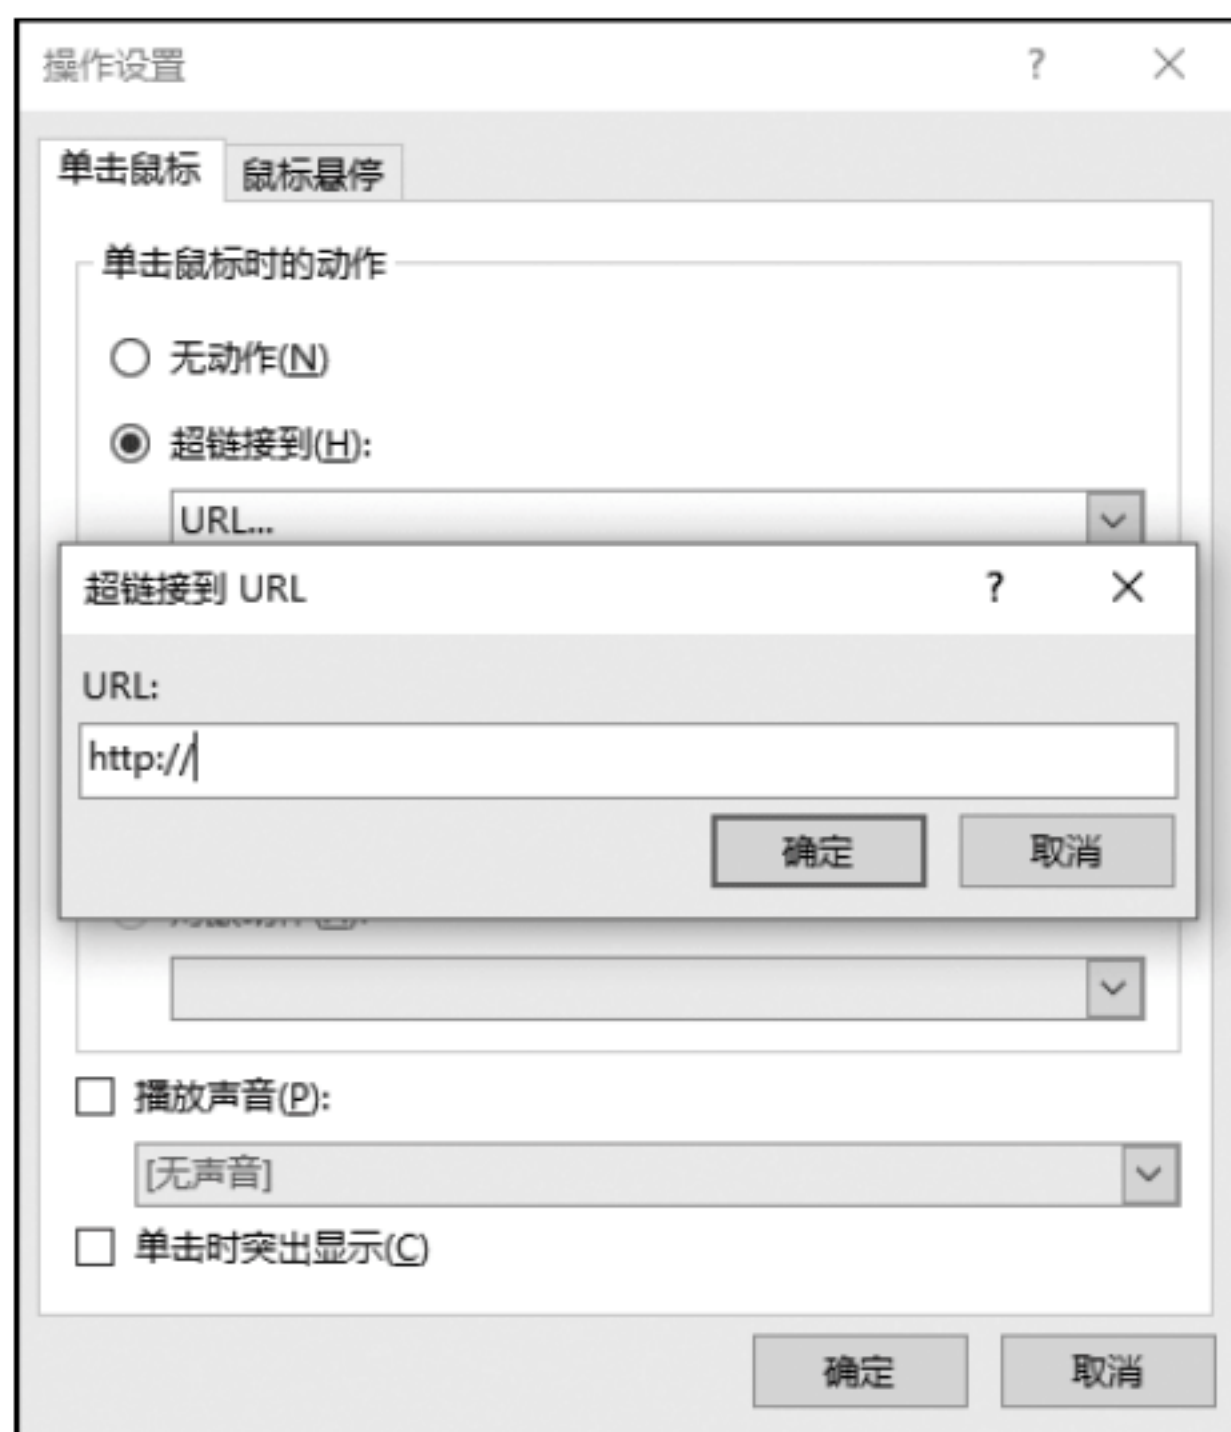 操作设置
单击鼠标 鼠标悬停
单击鼠标时的动作
无动作(N)
超链接到(H):
URL...
超链接到 URL
URL:
http://
确定 取消
播放声音(P):
[无声音]
单击时突出显示(C)
确定 取消